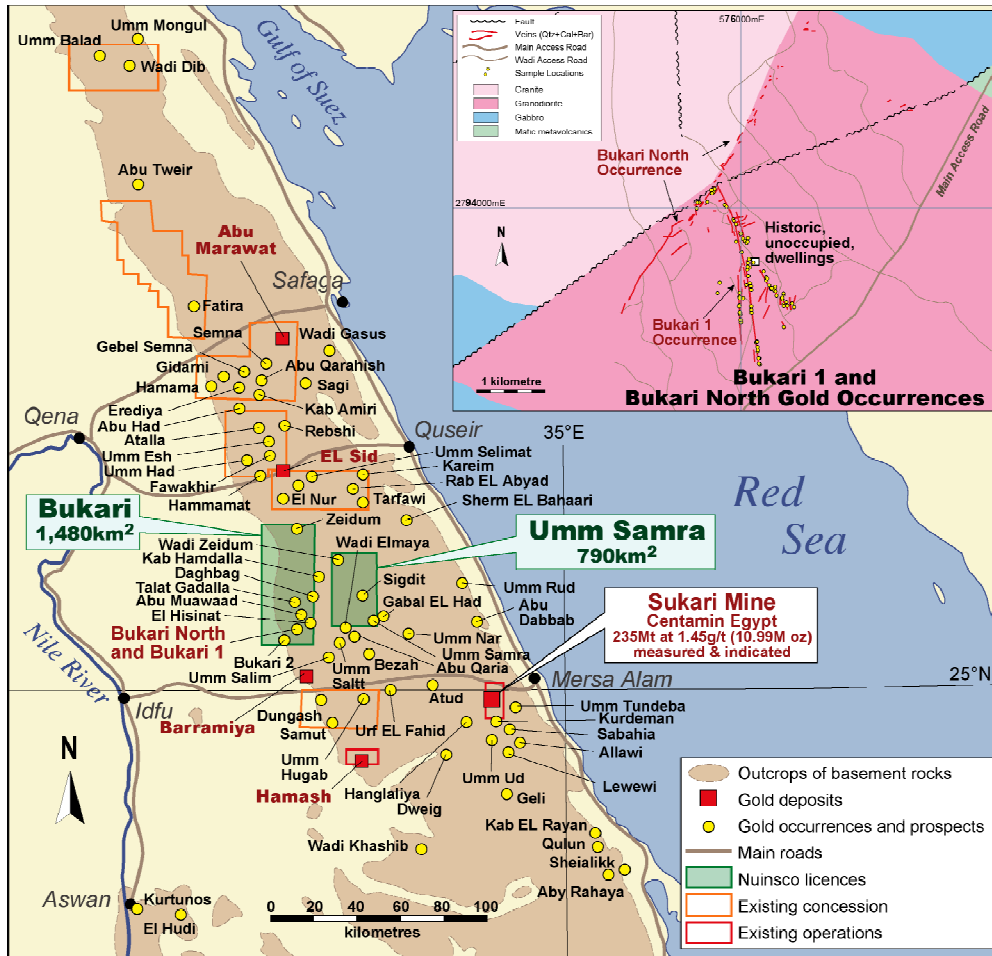 Umm Mongul
Umm Balad
Wadi Dib
Gulf of Suez
Abu Tweir
Abu
Marawat
Safaga
Fatira
Semna
Wadi Gasus
Gebel Semna
Gidami
Abu Qarahish
Hamama
Sagi
Erediya
Kab Amiri
Abu Had
Qena
Atalla
Rebshi
Quseir
Umm Esh
Umm Selimat
Umm Had
EL Sid
Kareim
Fawakhir
Rab EL Abyad
Hammamat
El Nur
Tarfawi
Sherm EL Bahaari
Bukari
1,480km²
Zeidum
Umm Samra
790km²
Wadi Elmaya
Wadi Zeidum
Kab Hamdalla
Daghbag
Talat Gadalla
Sigdit
Umm Rud
Abu Muawaad
Gabal EL Had
Abu
Dabbab
El Hisinat
Bukari North
and Bukari 1
Umm Nar
Umm Samra
Bukari 2
Bezah
Abu Qaria
Umm Salim
Umm
Saltt
Sukari Mine
Centamin Egypt
235Mt at 1.45g/t (10.99M oz)
measured & indicated
Red
Sea
35°E
25°N
Nile River
Idfu
Mersa Alam
Barramiya
Atud
Dungash
Samut
Urf EL Fahid
Umm Tundeba
Kurdeman
Sabahia
Allawi
Umm
Hugab
Hanglaliya
Umm Ud
Lewewi
Hamash
Dweig
Geli
N
Wadi Khashib
Kab EL Rayan
Qulun
Sheialikk
Aby Rahaya
Aswan
Kurtunos
El Hudi
0 20 40 60 80 100
kilometres
Outcrops of basement rocks
Gold deposits
Gold occurrences and prospects
Main roads
Nuinsco licences
Existing concession
Existing operations
Fault
Veins (Qtz+Cal+Bar)
Main Access Road
Wadi Access Road
Sample Locations
Granite
Granodiorite
Gabbro
Mafic metavolcanics
576000mE
2794000mE
Bukari North
Occurrence
Main Access Road
N
Historic,
unoccupied,
dwellings
Bukari 1
Occurrence
1 kilometre
Bukari 1 and
Bukari North Gold Occurrences